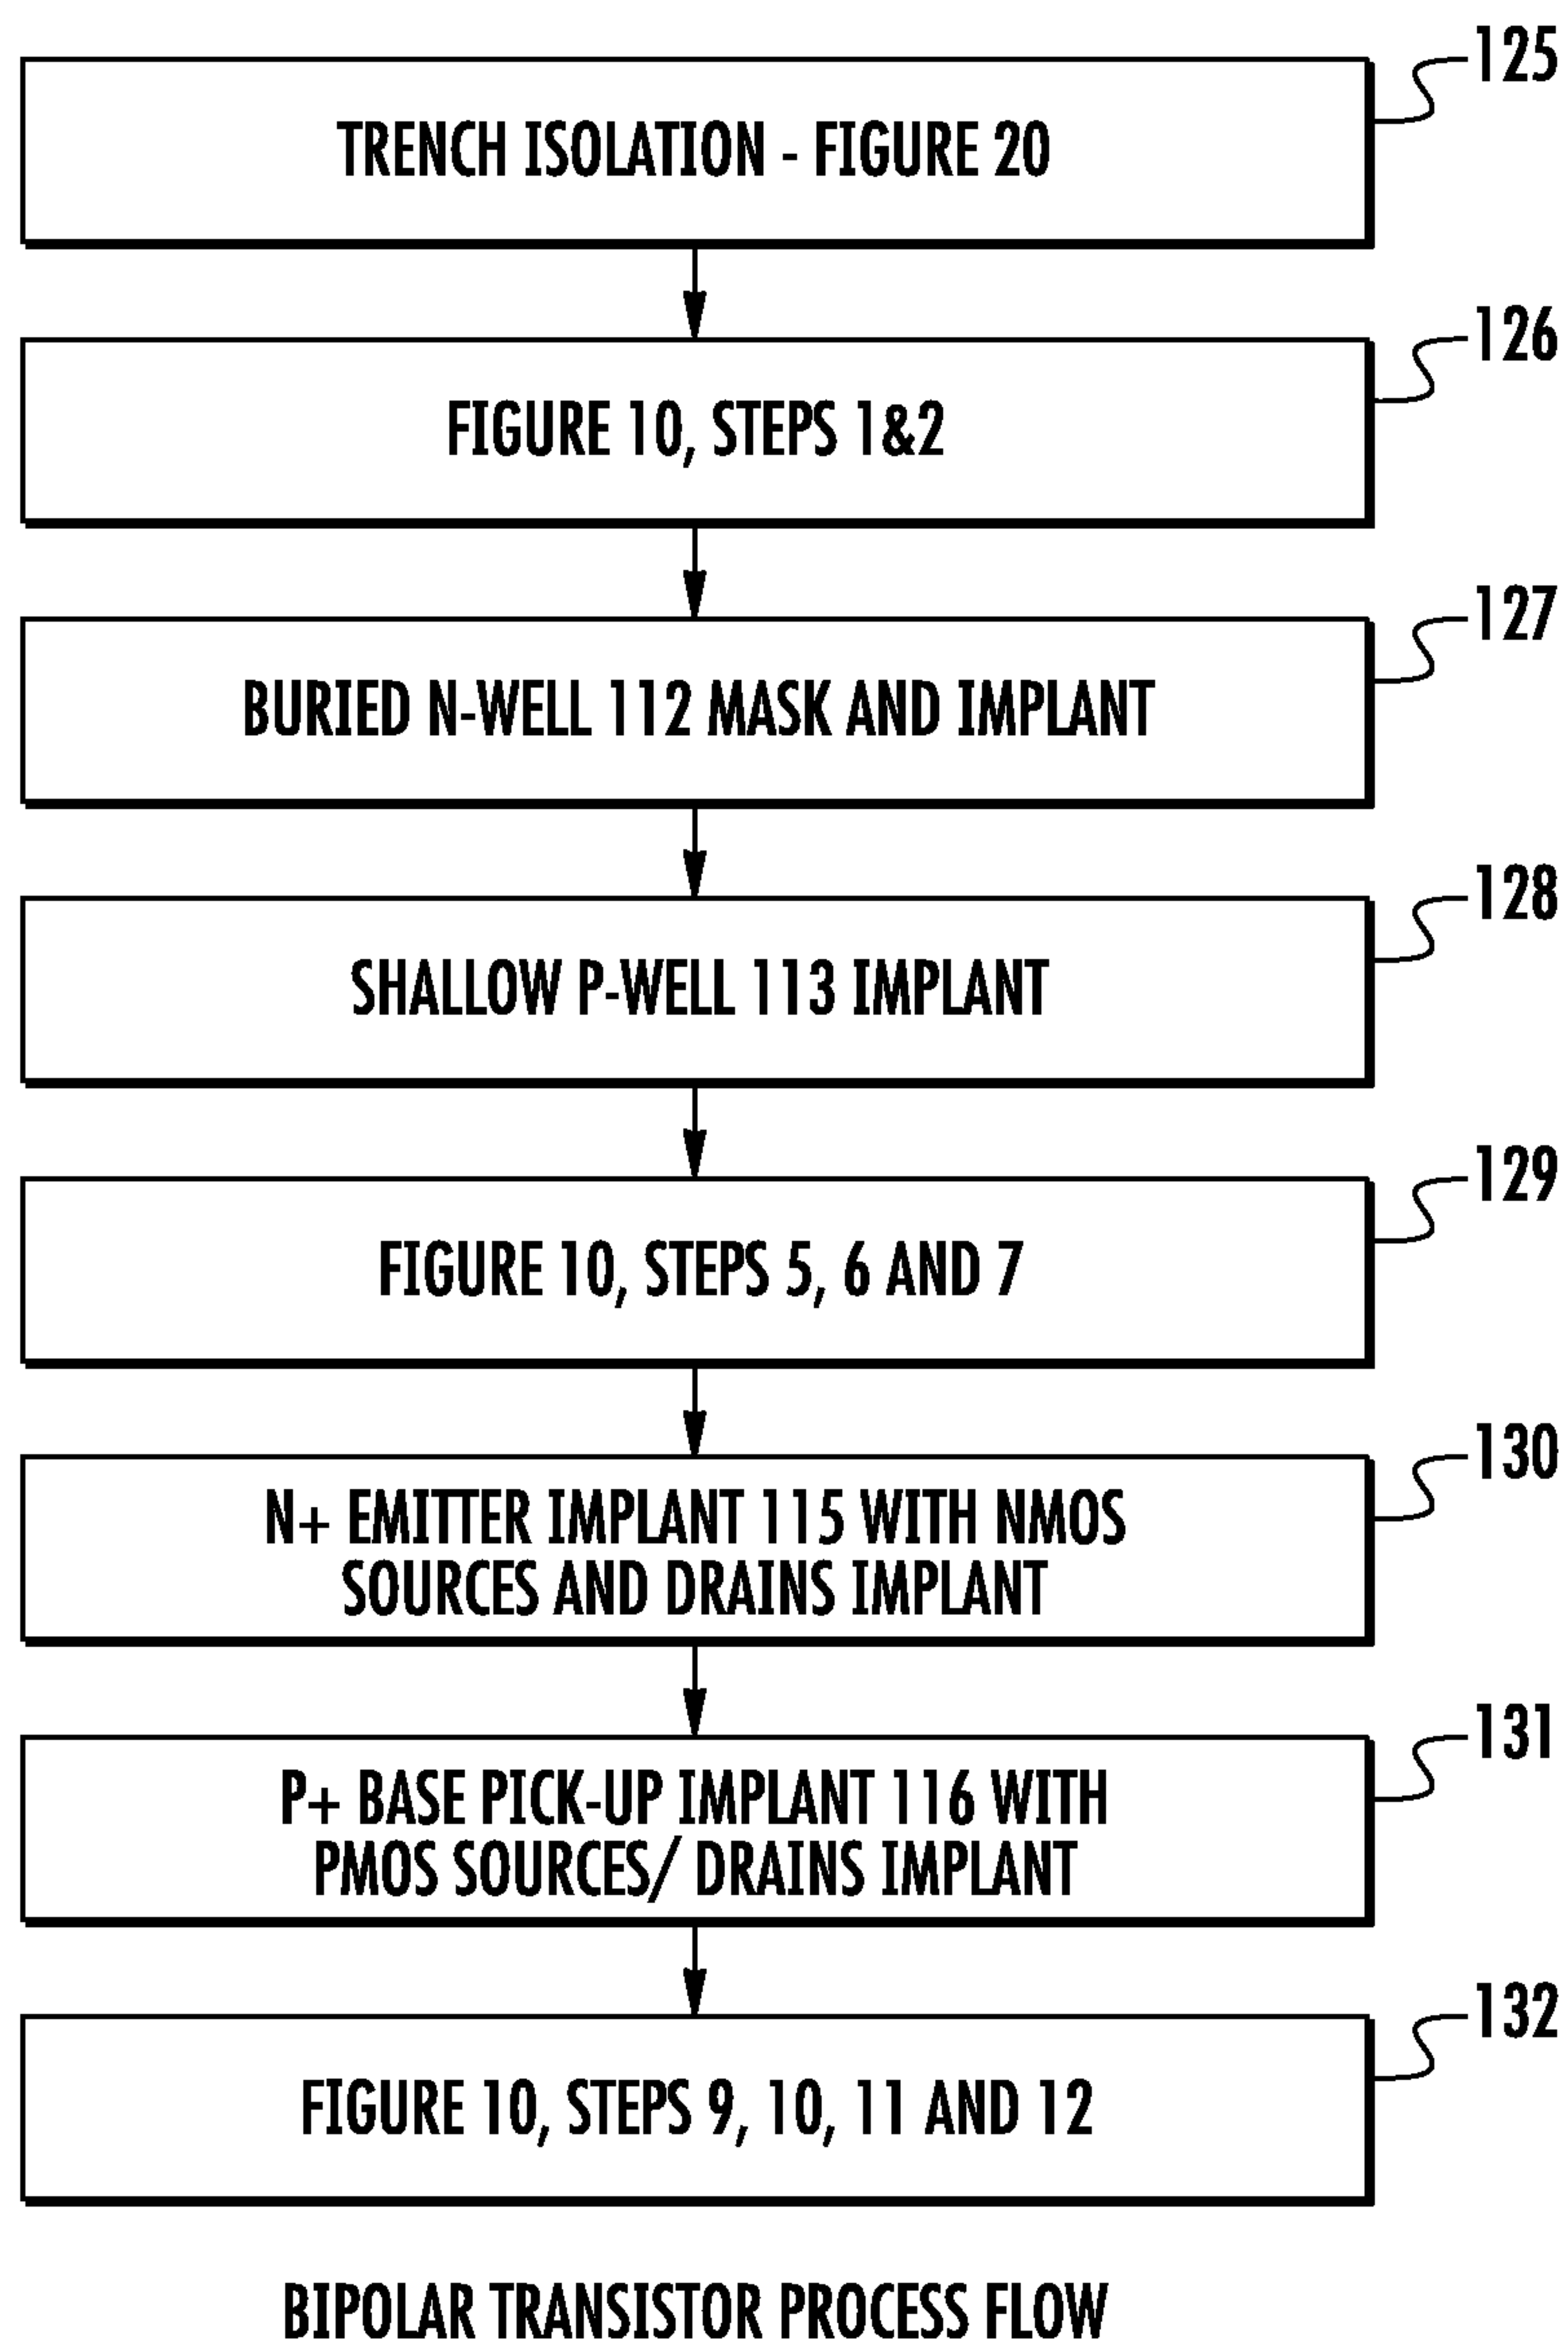 125
TRENCH ISOLATION - FIGURE 20
126
FIGURE 10, STEPS 1&2
127
BURIED N-WELL 112 MASK AND IMPLANT
128
SHALLOW P-WELL 113 IMPLANT
129
FIGURE 10, STEPS 5, 6 AND 7
130
N+ EMITTER IMPLANT 115 WITH NMOS
SOURCES AND DRAINS IMPLANT
131
P+ BASE PICK-UP IMPLANT 116 WITH
PMOS SOURCES/ DRAINS IMPLANT
132
FIGURE 10, STEPS 9, 10, 11 AND 12
BIPOLAR TRANSISTOR PROCESS FLOW